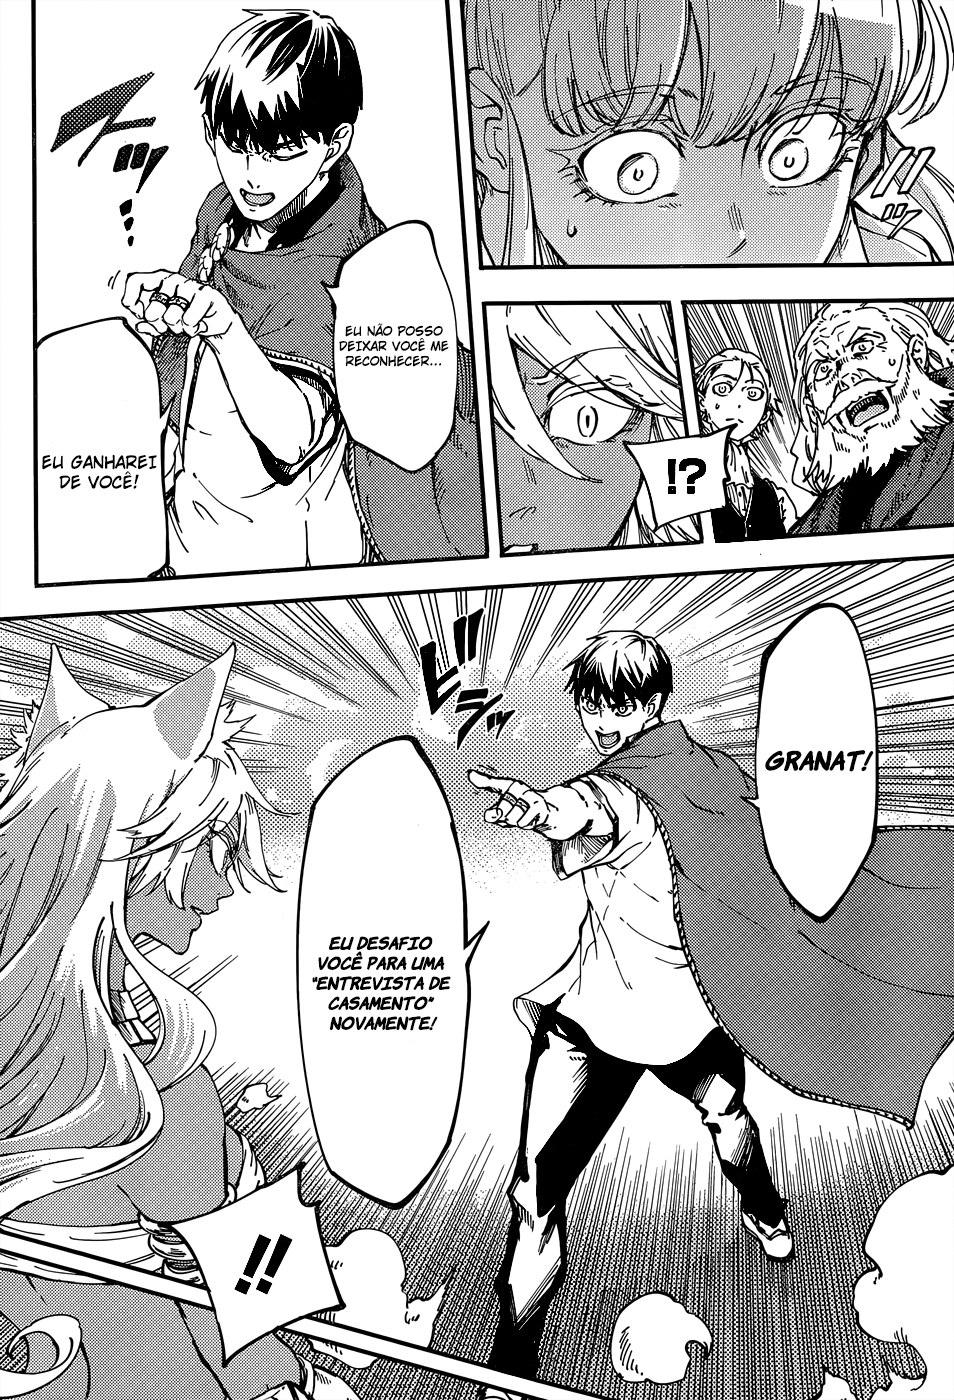 EU NÃO POSSO
DEIXAR VOCÊ ME
RECONHECER...
EU GANHAREI
DE VOCÊ!
!?
GRANAT!
EU DESAFIO
VOCÊ PARA UMA
"ENTREVISTA DE
CASAMENTO"
NOVAMENTE!
!!